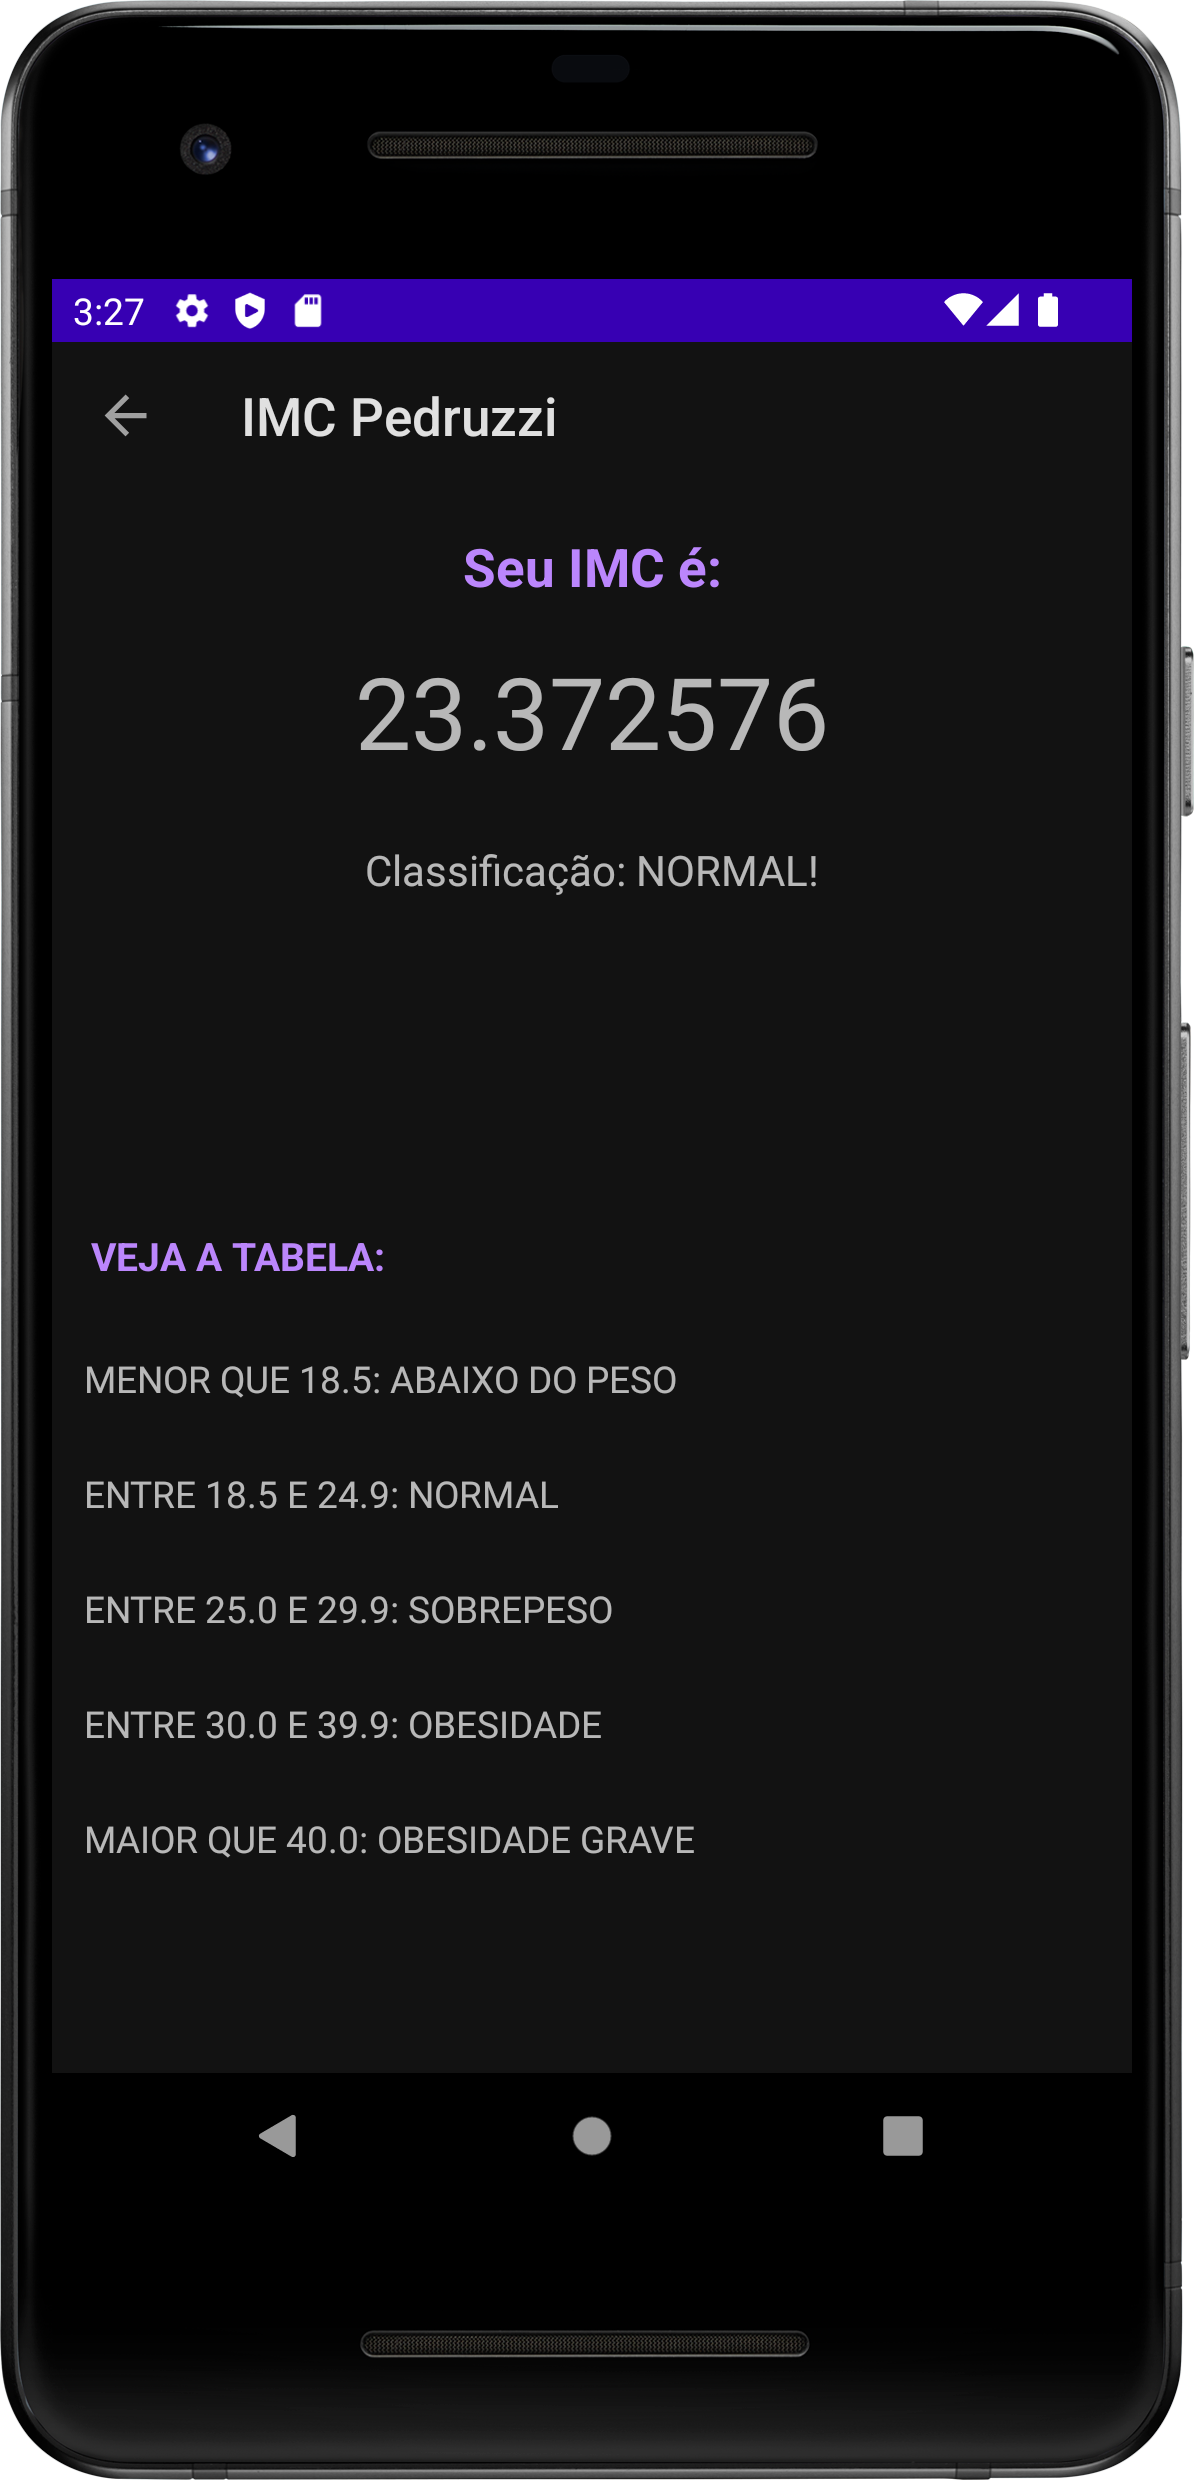 3:27
IMC Pedruzzi
Seu IMC é:
23.372576
Classificação: NORMAL!
VEJA A TABELA:
MENOR QUE 18.5: ABAIXO DO PESO
ENTRE 18.5 E 24.9: NORMAL
ENTRE 25.0 E 29.9: SOBREPESO
ENTRE 30.0 E 39.9: OBESIDADE
MAIOR QUE 40.0: OBESIDADE GRAVE